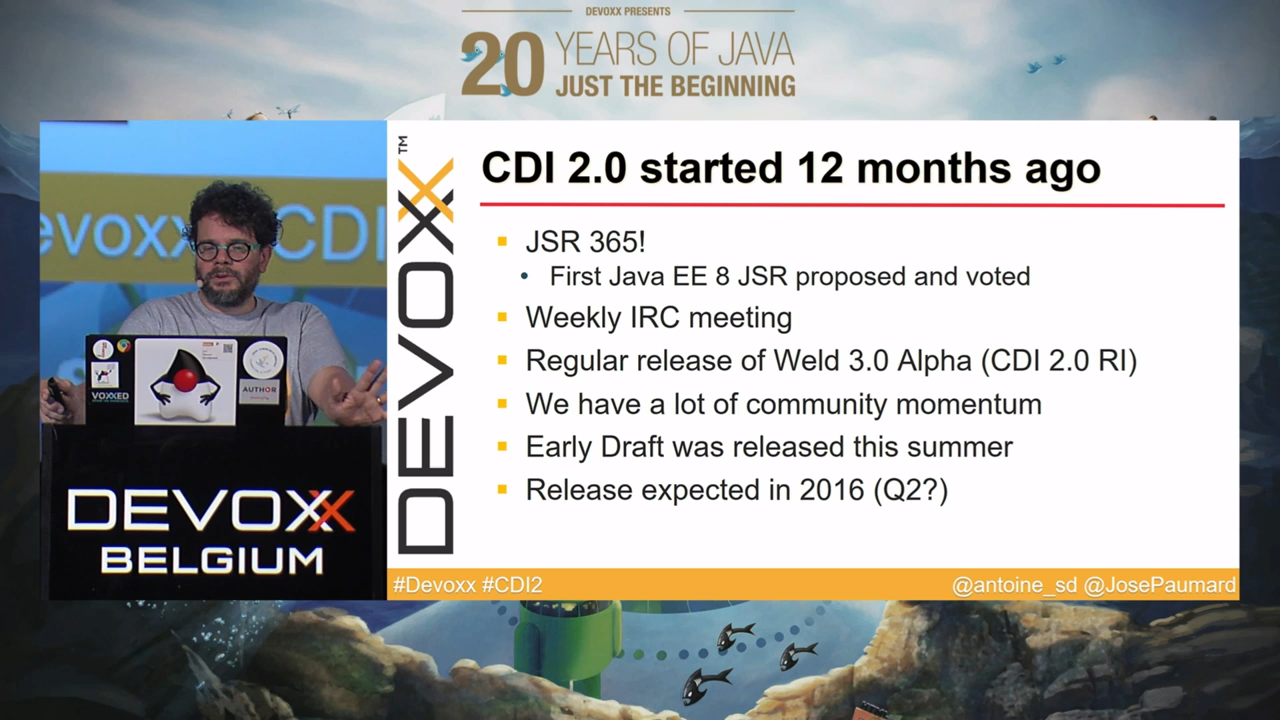 DEVOXX PRESENTS
20 YEARS OF JAVA
JUST THE BEGINNING
evoxx CDI
VOXXED
AUTHOR
DEVOXX
BELGIUM
DEVOXX™
CDI 2.0 started 12 months ago
JSR 365!
First Java EE 8 JSR proposed and voted
Weekly IRC meeting
Regular release of Weld 3.0 Alpha (CDI 2.0 RI)
We have a lot of community momentum
Early Draft was released this summer
Release expected in 2016 (Q2?)
#Devoxx #CDI2
@antoine_sd @JosePaumard